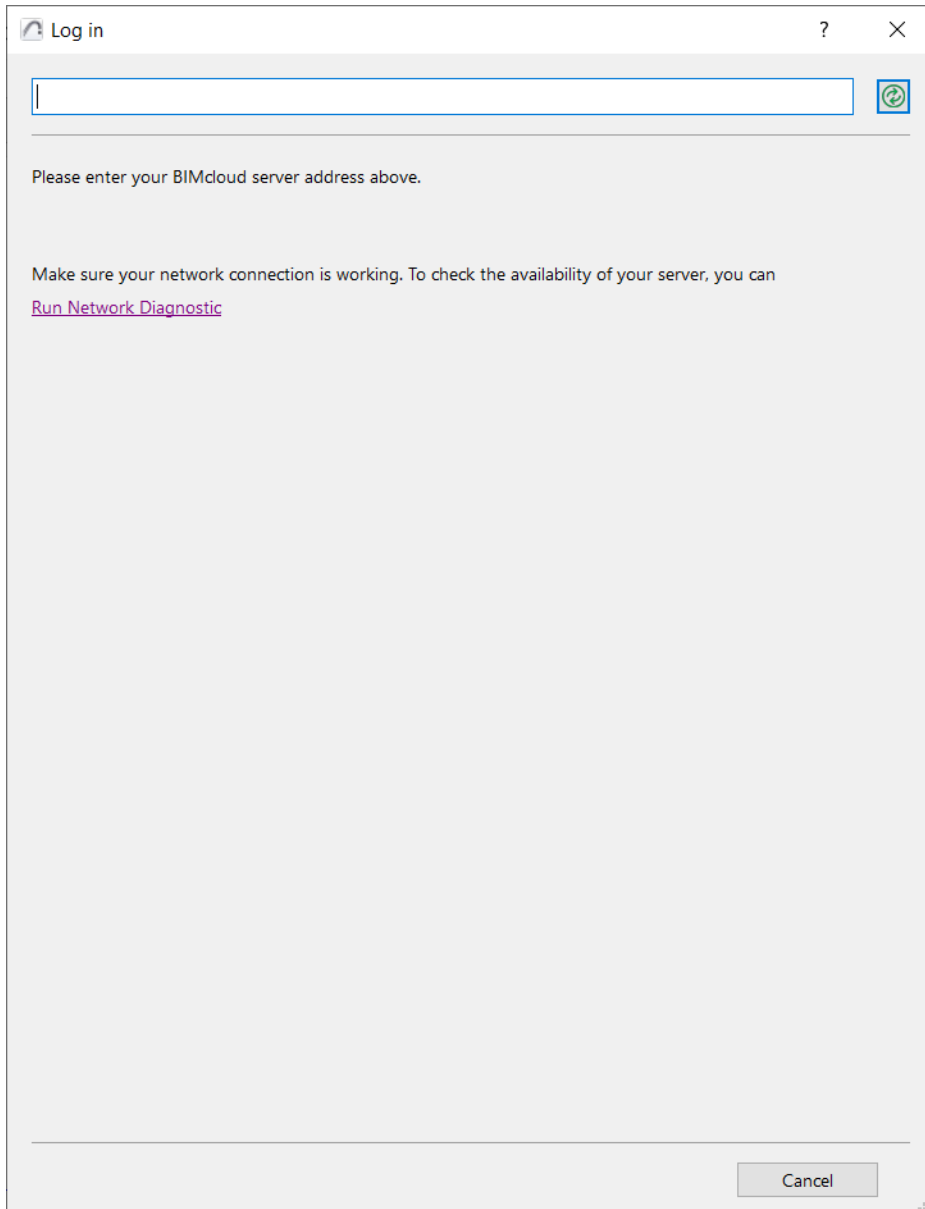 Log in
?
Please enter your BIMcloud server address above.
Make sure your network connection is working. To check the availability of your server, you can
Run Network Diagnostic
Cancel